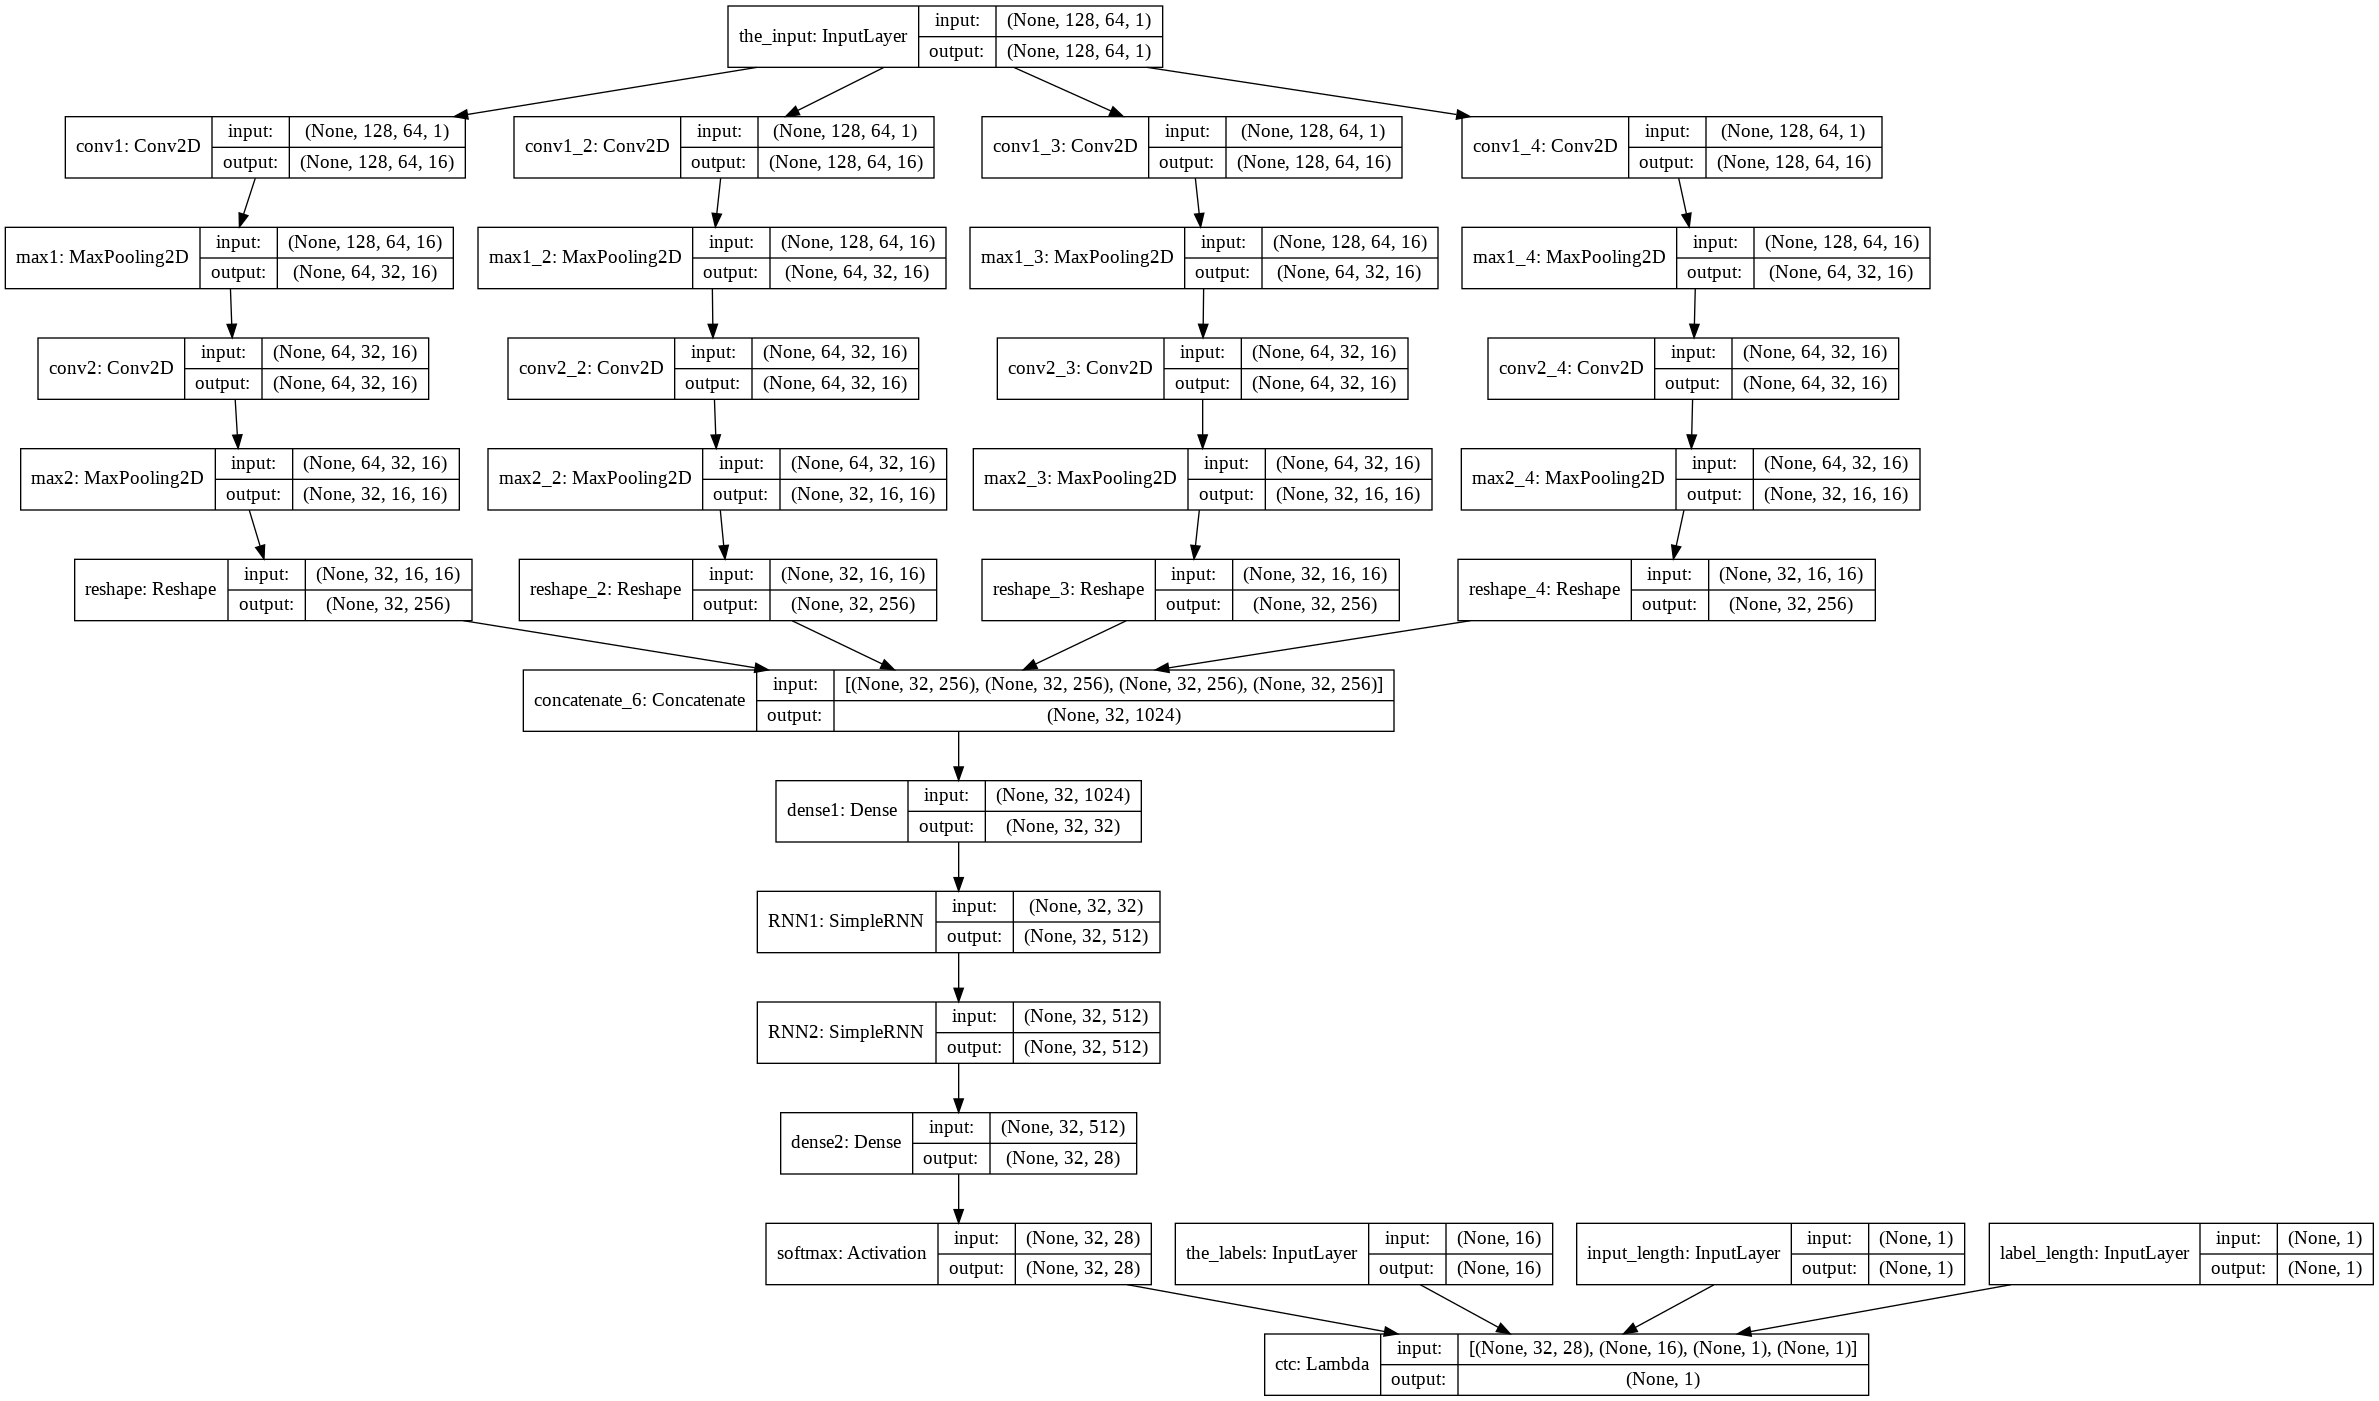 the_input: InputLayer
input: (None, 128, 64, 1)
output: (None, 128, 64, 1)
conv1: Conv2D
input: (None, 128, 64, 1)
output: (None, 128, 64, 16)
conv1_2: Conv2D
input: (None, 128, 64, 1)
output: (None, 128, 64, 16)
conv1_3: Conv2D
input: (None, 128, 64, 1)
output: (None, 128, 64, 16)
conv1_4: Conv2D
input: (None, 128, 64, 1)
output: (None, 128, 64, 16)
max1: MaxPooling2D
input: (None, 128, 64, 16)
output: (None, 64, 32, 16)
max1_2: MaxPooling2D
input: (None, 128, 64, 16)
output: (None, 64, 32, 16)
max1_3: MaxPooling2D
input: (None, 128, 64, 16)
output: (None, 64, 32, 16)
max1_4: MaxPooling2D
input: (None, 128, 64, 16)
output: (None, 64, 32, 16)
conv2: Conv2D
input: (None, 64, 32, 16)
output: (None, 64, 32, 16)
conv2_2: Conv2D
input: (None, 64, 32, 16)
output: (None, 64, 32, 16)
conv2_3: Conv2D
input: (None, 64, 32, 16)
output: (None, 64, 32, 16)
conv2_4: Conv2D
input: (None, 64, 32, 16)
output: (None, 64, 32, 16)
max2: MaxPooling2D
input: (None, 64, 32, 16)
output: (None, 32, 16, 16)
max2_2: MaxPooling2D
input: (None, 64, 32, 16)
output: (None, 32, 16, 16)
max2_3: MaxPooling2D
input: (None, 64, 32, 16)
output: (None, 32, 16, 16)
max2_4: MaxPooling2D
input: (None, 64, 32, 16)
output: (None, 32, 16, 16)
reshape: Reshape
input: (None, 32, 16, 16)
output: (None, 32, 256)
reshape_2: Reshape
input: (None, 32, 16, 16)
output: (None, 32, 256)
reshape_3: Reshape
input: (None, 32, 16, 16)
output: (None, 32, 256)
reshape_4: Reshape
input: (None, 32, 16, 16)
output: (None, 32, 256)
concatenate_6: Concatenate
input: [(None, 32, 256), (None, 32, 256), (None, 32, 256), (None, 32, 256)]
output: (None, 32, 1024)
dense1: Dense
input: (None, 32, 1024)
output: (None, 32, 32)
RNN1: SimpleRNN
input: (None, 32, 32)
output: (None, 32, 512)
RNN2: SimpleRNN
input: (None, 32, 512)
output: (None, 32, 512)
dense2: Dense
input: (None, 32, 512)
output: (None, 32, 28)
softmax: Activation
input: (None, 32, 28)
output: (None, 32, 28)
the_labels: InputLayer
input: (None, 16)
output: (None, 16)
input_length: InputLayer
input: (None, 1)
output: (None, 1)
label_length: InputLayer
input: (None, 1)
output: (None, 1)
ctc: Lambda
input: [(None, 32, 28), (None, 16), (None, 1), (None, 1)]
output: (None, 1)